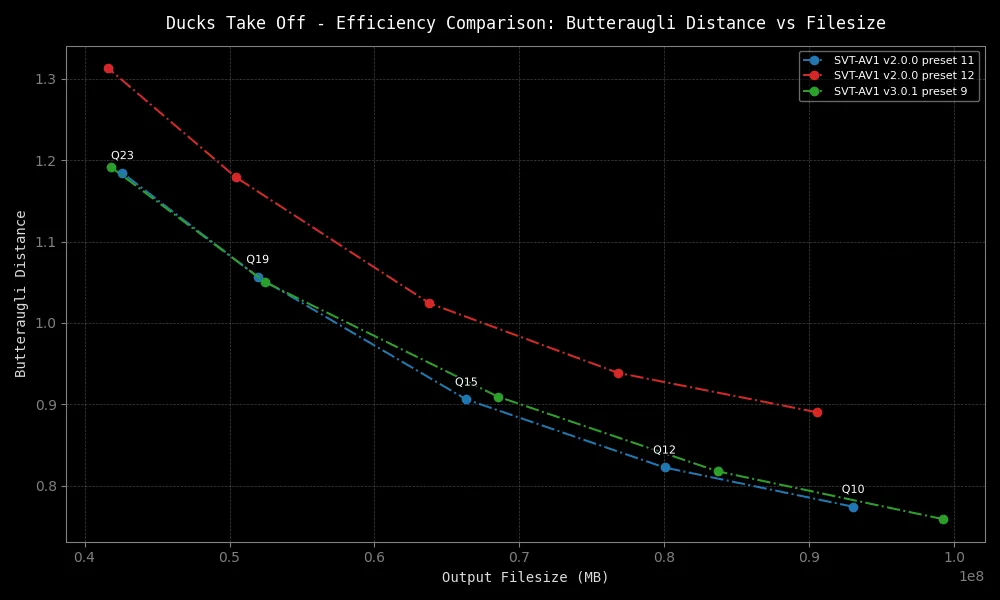 Ducks Take Off - Efficiency Comparison: Butteraugli Distance vs Filesize
SVT-AV1 v2.0.0 preset 11
SVT-AV1 v2.0.0 preset 12
SVT-AV1 v3.0.1 preset 9
Butteraugli Distance
1.3
1.2
1.1
1.0
0.9
0.8
Q23
Q19
Q15
Q12
Q10
0.4
0.5
0.6
0.7
0.8
0.9
1.0
1e8
Output Filesize (MB)